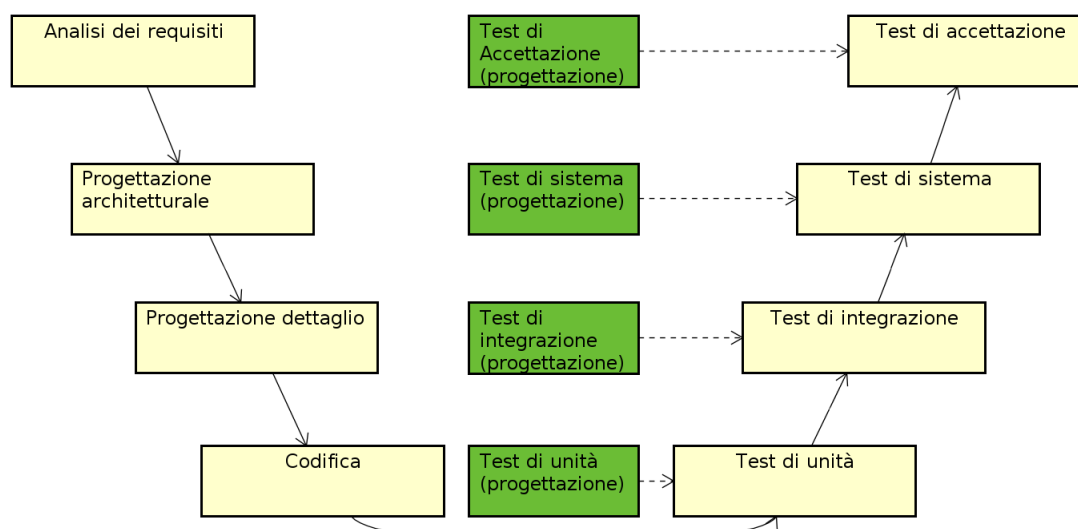 Analisi dei requisiti
Test di
Accettazione
(progettazione)
Test di accettazione
Progettazione
architetturale
Test di sistema
(progettazione)
Test di sistema
Progettazione dettaglio
Test di
integrazione
(progettazione)
Test di integrazione
Codifica
Test di unità
(progettazione)
Test di unità